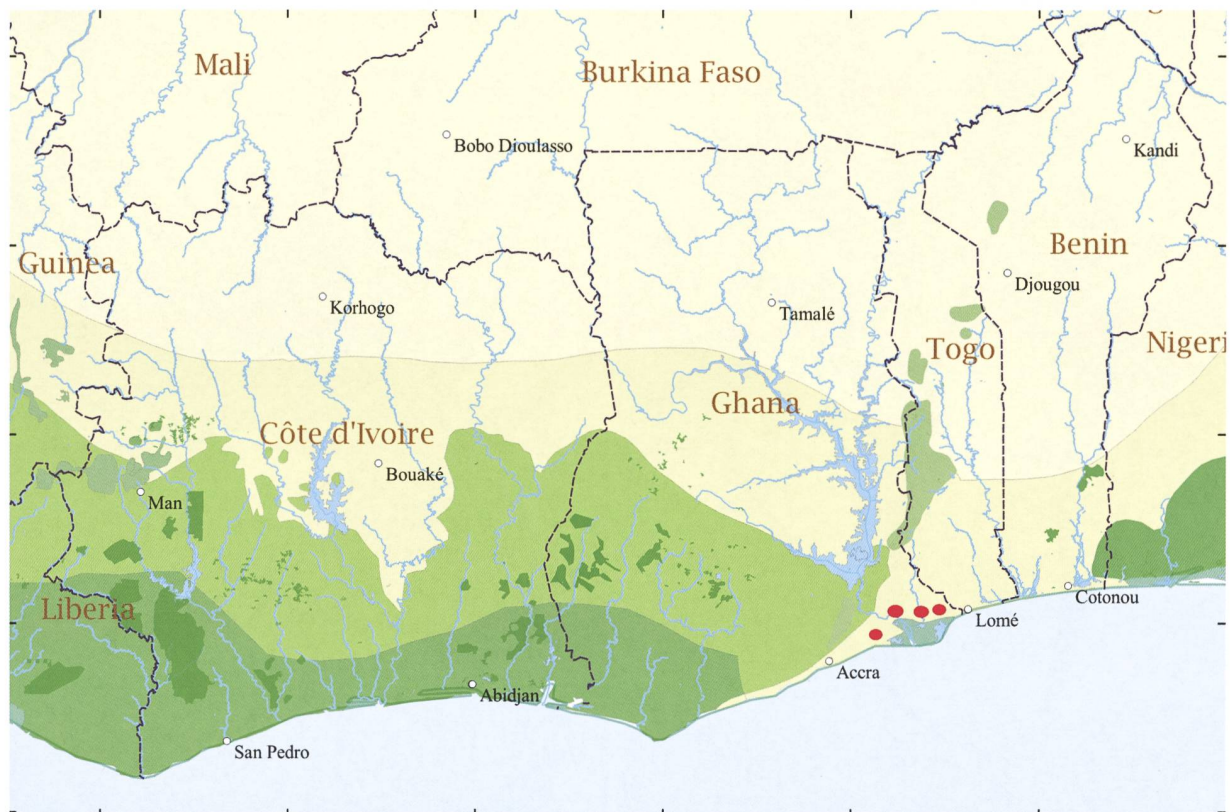 Mali
Burkina Faso
Bobo Dioulasso
Kandi
Guinea
Benin
Djougou
Korhogo
Tamalé
Togo
Nigeri
Ghana
Côte d'Ivoire
Bouaké
Man
Liberia
Cotonou
Lomé
Accra
Abidjan
San Pedro